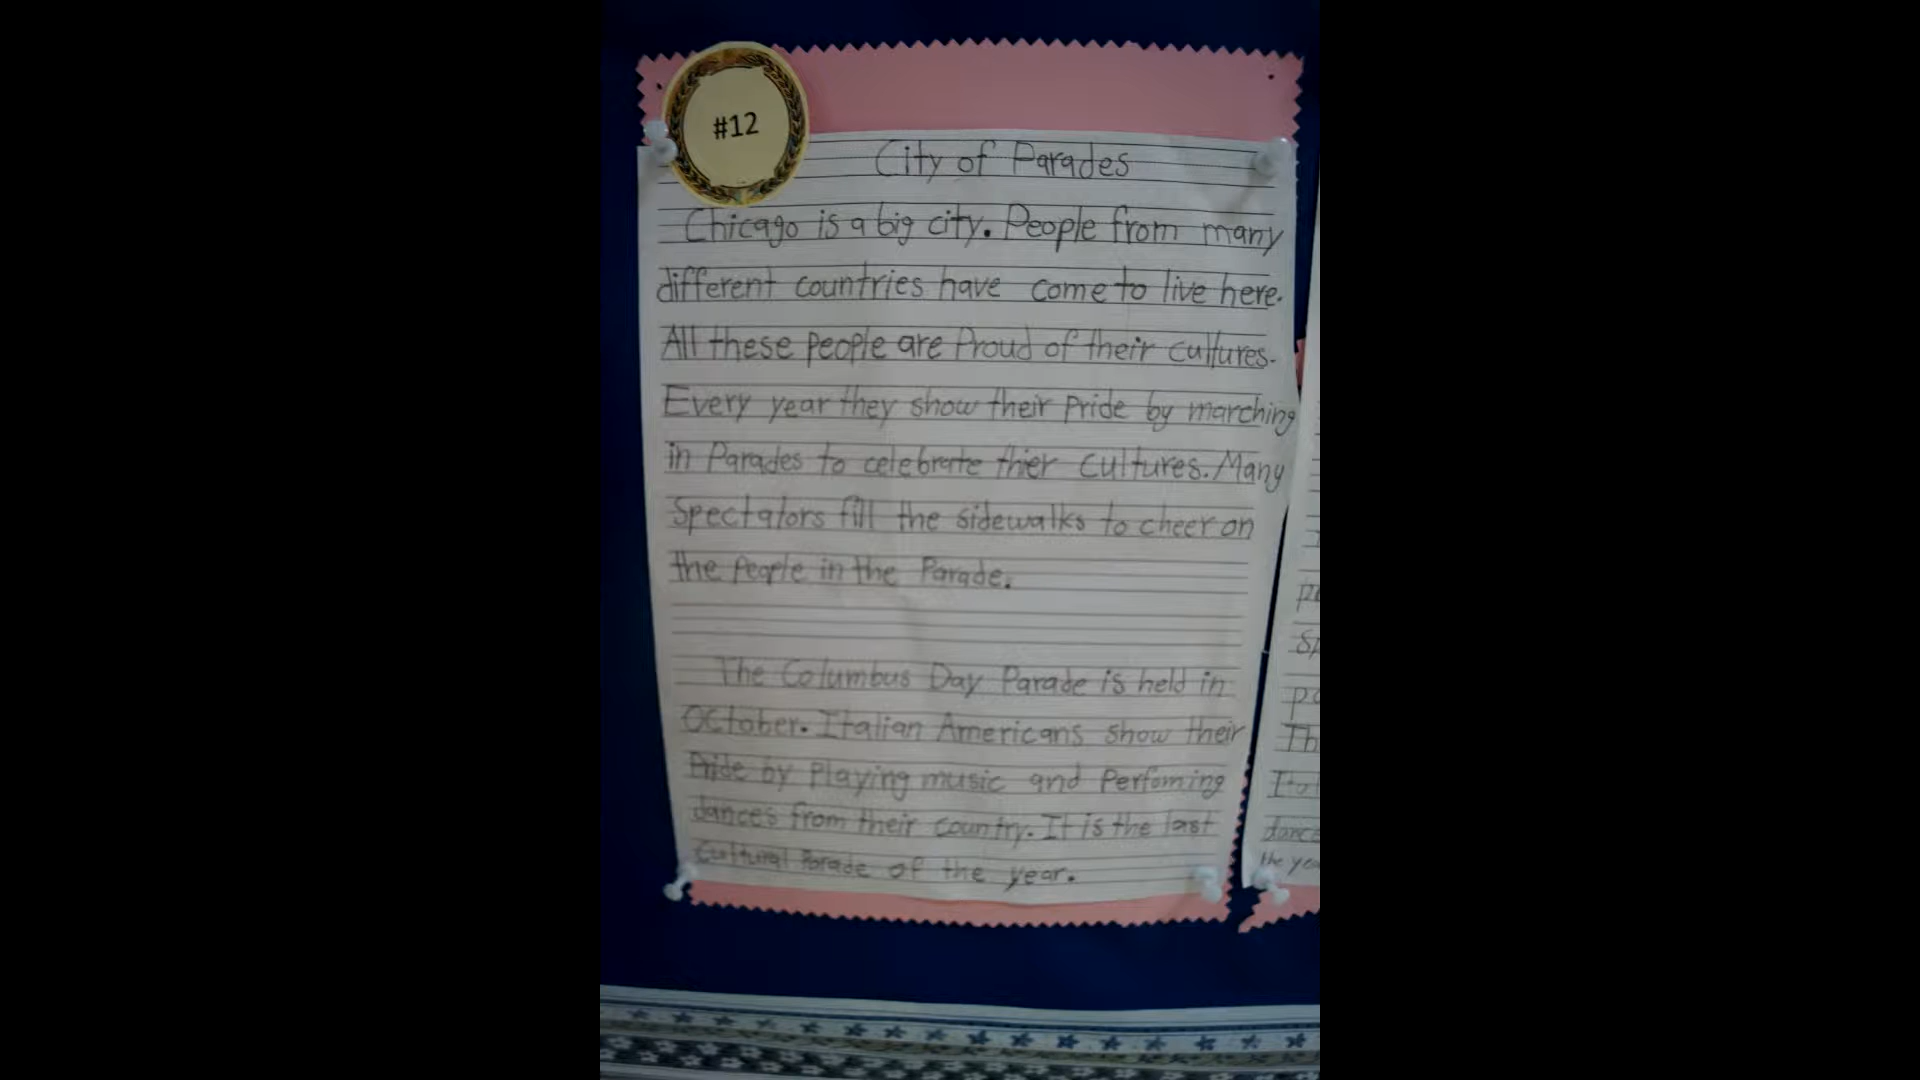 #12
City of Parades
Chicago is a big city. People from many
different countries have come to live here.
All these people are Proud of their cultures.
Every year they show their Pride by marching
in Parades to celebrate thier cultures. Many
Spectators fill the sidewalks to cheer on
the People in the Parade.
The Columbus Day Parade is held in
October. Italian Americans show their
Pride by Playing music and Perfoming
dances from their country. It is the last
Cultural Parade of the year.
Th
the